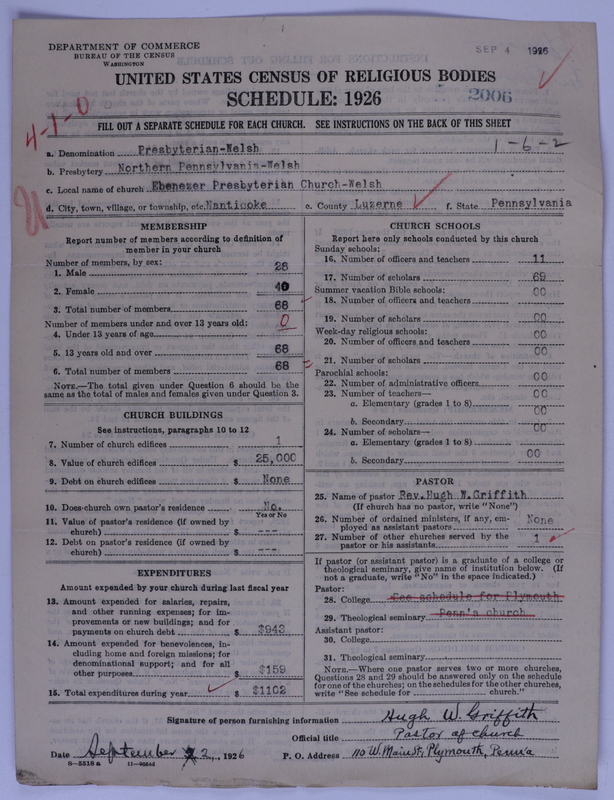 DEPARTMENT OF COMMERCE
BUREAU OF THE CENSUS
WASHINGTON
SEP 4 1926
UNITED STATES CENSUS OF RELIGIOUS BODIES
SCHEDULE: 1926
2006
4-1-0
FILL OUT A SEPARATE SCHEDULE FOR EACH CHURCH. SEE INSTRUCTIONS ON THE BACK OF THIS SHEET
1-6-2
a. Denomination Presbyterian-Welsh
b. Presbytery Northern Pennsylvania-Welsh
c. Local name of church Ebenezer Presbyterian Church-Welsh
d. City, town, village, or township, etc. Nanticoke e. County Luzerne f. State Pennsylvania
MEMBERSHIP
Report number of members according to definition of
member in your church
Number of members, by sex:
1. Male 28
2. Female 40
3. Total number of members 68
Number of members under and over 13 years old:
4. Under 13 years of age 0
5. 13 years old and over 68
6. Total number of members 68
NOTE.—The total given under Question 6 should be the
same as the total of males and females given under Question 3.
CHURCH BUILDINGS
See instructions, paragraphs 10 to 12
7. Number of church edifices 1
8. Value of church edifices $ 25,000
9. Debt on church edifices $ None
10. Does church own pastor's residence No.
Yes or No
11. Value of pastor's residence (if owned by
church) $ ---
12. Debt on pastor's residence (if owned by
church) $ ---
EXPENDITURES
Amount expended by your church during last fiscal year
13. Amount expended for salaries, repairs,
and other running expenses; for im-
provements or new buildings; and for
payments on church debt $ $943
14. Amount expended for benevolences, in-
cluding home and foreign missions; for
denominational support; and for all
other purposes $ $159
15. Total expenditures during year $ $1102
CHURCH SCHOOLS
Report here only schools conducted by this church
Sunday schools:
16. Number of officers and teachers 11
17. Number of scholars 69
Summer vacation Bible schools: 00
18. Number of officers and teachers
19. Number of scholars 00
Week-day religious schools: 00
20. Number of officers and teachers
00
21. Number of scholars
Parochial schools:
22. Number of administrative officers 00
23. Number of teachers— 00
a. Elementary (grades 1 to 8)
00
b. Secondary
24. Number of scholars— 00
a. Elementary (grades 1 to 8)
00
b. Secondary
PASTOR
25. Name of pastor Rev. Hugh W. Griffith
(If church has no pastor, write "None")
26. Number of ordained ministers, if any, em-
ployed as assistant pastors None
27. Number of other churches served by the
pastor or his assistants 1
If pastor (or assistant pastor) is a graduate of a college or
theological seminary, give name of institution below. (If
not a graduate, write "No" in the space indicated.)
Pastor:
28. College See schedule for Plymouth
Penn'a church
29. Theological seminary
Assistant pastor:
30. College
31. Theological seminary
NOTE.—Where one pastor serves two or more churches,
Questions 28 and 29 should be answered only on the schedule
for one of the churches; on the schedules for the other churches,
write "See schedule for church."
Signature of person furnishing information Hugh W. Griffith
Official title Pastor of church
Date September 2, 1926 P. O. Address 110 W. Main St, Plymouth, Penn'a
8—5518 a